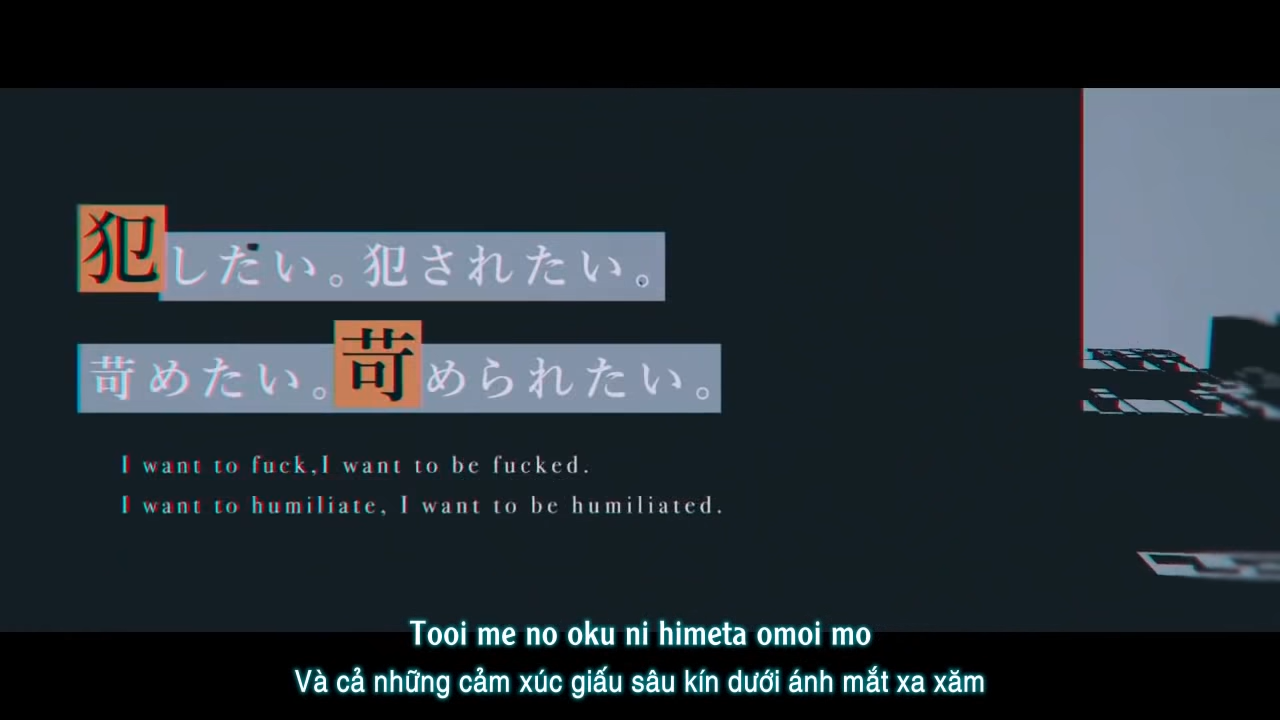 犯したい。犯されたい。
苛めたい。苛められたい。
I want to fuck,I want to be fucked.
I want to humiliate, I want to be humiliated.
Tooi me no oku ni himeta omoi mo
Và cả những cảm xúc giấu sâu kín dưới ánh mắt xa xăm